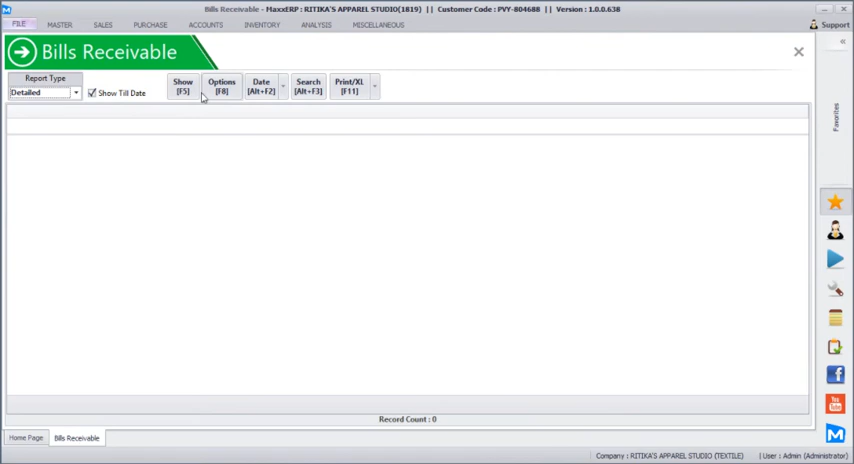 Bills Receivable - MaxxERP : RITIKA'S APPAREL STUDIO(1819) || Customer Code : PVY-804688 || Version : 1.0.0.638
FILE MASTER SALES PURCHASE ACCOUNTS INVENTORY ANALYSIS MISCELLANEOUS Support
Bills Receivable
Report Type
Detailed
Show Till Date
Show
[F5]
Options
[F8]
Date
[Alt+F2]
Search
[Alt+F3]
Print/XL
[F11]
Favorites
You
Tube
Record Count : 0
Home Page Bills Receivable
Company : RITIKA'S APPAREL STUDIO (TEXTILE) | User : Admin (Administrator)